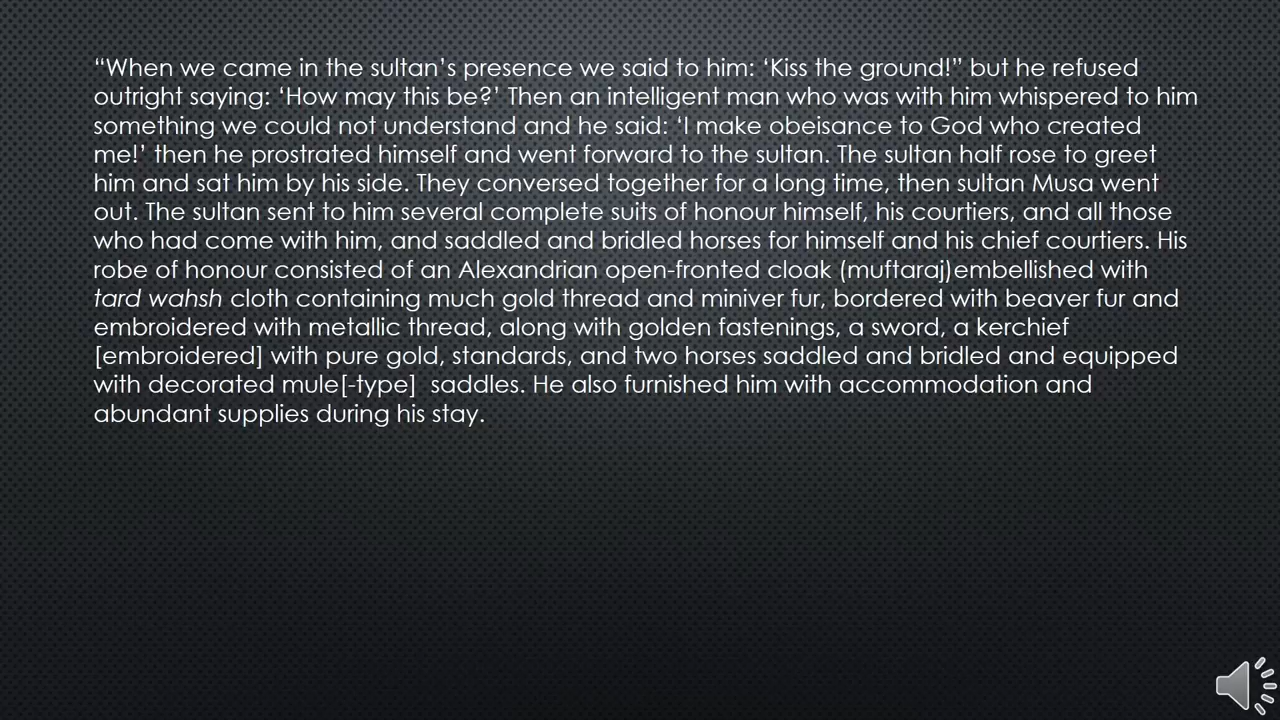 “When we came in the sultan’s presence we said to him: ‘Kiss the ground!” but he refused
outright saying: ‘How may this be?’ Then an intelligent man who was with him whispered to him
something we could not understand and he said: ‘I make obeisance to God who created
me!’ then he prostrated himself and went forward to the sultan. The sultan half rose to greet
him and sat him by his side. They conversed together for a long time, then sultan Musa went
out. The sultan sent to him several complete suits of honour himself, his courtiers, and all those
who had come with him, and saddled and bridled horses for himself and his chief courtiers. His
robe of honour consisted of an Alexandrian open-fronted cloak (muftaraj)embellished with
tard wahsh cloth containing much gold thread and miniver fur, bordered with beaver fur and
embroidered with metallic thread, along with golden fastenings, a sword, a kerchief
[embroidered] with pure gold, standards, and two horses saddled and bridled and equipped
with decorated mule[-type]  saddles. He also furnished him with accommodation and
abundant supplies during his stay.